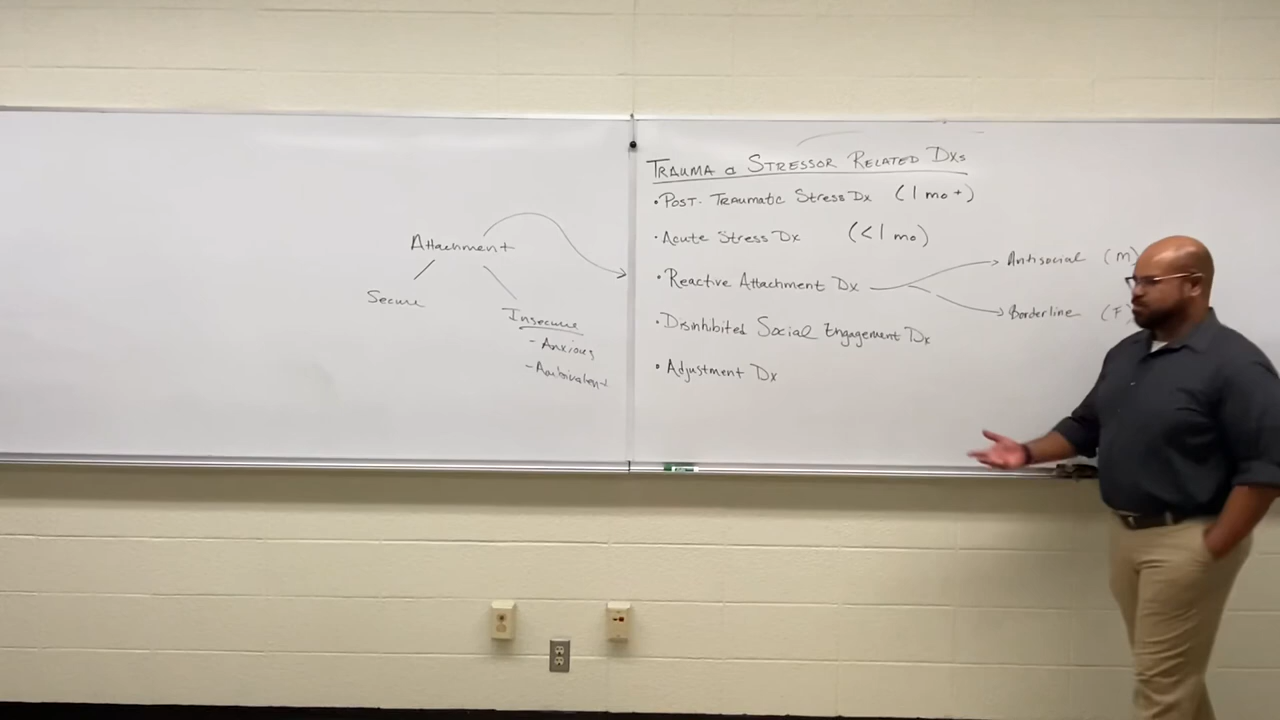 Attachment
Secure
Insecure
- Anxious
- Ambivalent
TRAUMA & STRESSOR RELATED DXs
• POST-TRAUMATIC STRESS Dx (1 mo +)
• ACUTE STRESS Dx (<1 mo)
• REACTIVE ATTACHMENT Dx
Antisocial (M)
Borderline (F)
• Disinhibited Social Engagement Dx
• Adjustment Dx